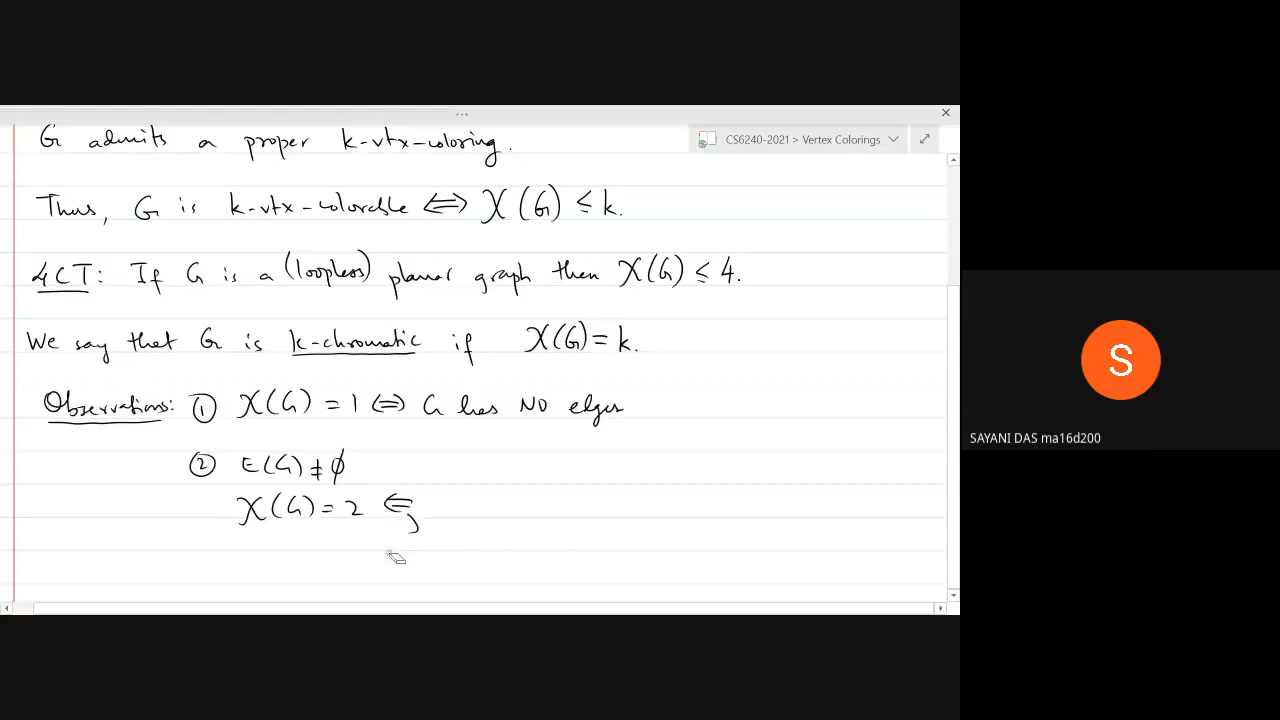 G admits a proper k-vtx-coloring.
CS6240-2021 > Vertex Colorings
Thus, G is k-vtx-colorable ⟺ χ(G) ≤ k.
4CT: If G is a (loopless) planar graph then χ(G) ≤ 4.
We say that G is k-chromatic if χ(G) = k.
Observations: ① χ(G) = 1 ⟺ G has NO edges
② E(G) ≠ ϕ
χ(G) = 2
S
SAYANI DAS ma16d200